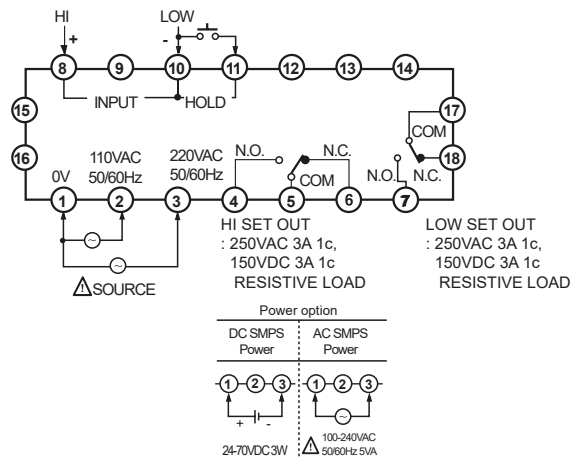 HI LOW
+ -
8 9 10 11 12 13 14
INPUT HOLD
15 17
COM
16 18
110VAC 220VAC N.O. N.C. N.O. N.C.
0V 50/60Hz 50/60Hz COM
1 2 3 4 5 6 7
HI SET OUT
: 250VAC 3A 1c,
150VDC 3A 1c
RESISTIVE LOAD
LOW SET OUT
: 250VAC 3A 1c,
150VDC 3A 1c
RESISTIVE LOAD
~
~
! SOURCE
Power option
DC SMPS
Power
AC SMPS
Power
1 2 3 1 2 3
+ - ~
24-70VDC 3W
! 100-240VAC
50/60Hz 5VA